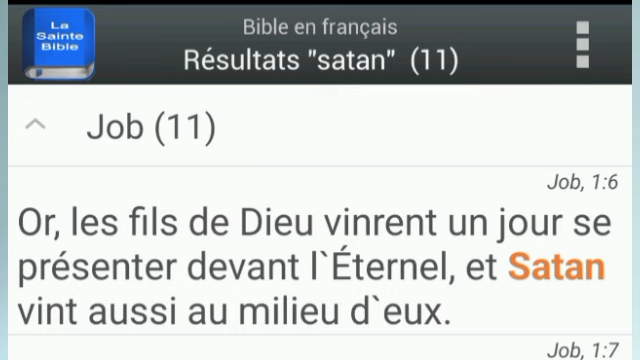 La
Sainte
Bible
Bible en français
Résultats "satan" (11)
Job (11)
Job, 1:6
Or, les fils de Dieu vinrent un jour se
présenter devant l`Éternel, et Satan
vint aussi au milieu d`eux.
Job, 1:7